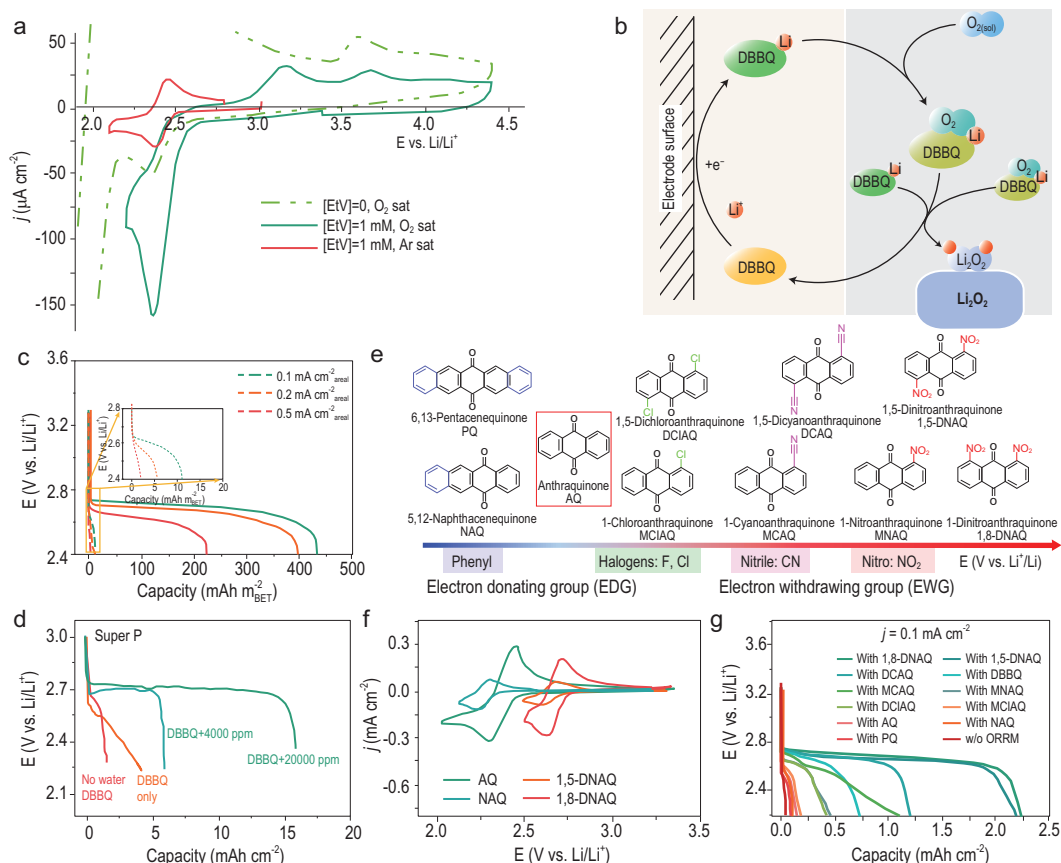 a
50
0
-50
-100
-150
j (µA cm⁻²)
2.0
2.5
3.0
3.5
4.0
4.5
E vs. Li/Li⁺
[EtV]=0, O₂ sat
[EtV]=1 mM, O₂ sat
[EtV]=1 mM, Ar sat
b
Electrode surface
DBBQ
Li
O₂(sol)
O₂
Li
DBBQ
+e⁻
Li
DBBQ
O₂
Li
DBBQ
Li⁺
DBBQ
Li₂O₂
Li₂O₂
c
3.6
3.2
2.8
2.4
E (V vs. Li/Li⁺)
0.1 mA cm⁻²areal
0.2 mA cm⁻²areal
0.5 mA cm⁻²areal
E (V vs. Li/Li⁺)
2.8
2.6
2.4
0
5
10
15
20
Capacity (mAh m⁻²BET)
0
100
200
300
400
500
Capacity (mAh m⁻²BET)
d
Super P
3.0
2.7
2.4
2.1
E (V vs. Li/Li⁺)
DBBQ+4000 ppm
DBBQ+20000 ppm
No water
DBBQ
DBBQ
only
0
5
10
15
20
Capacity (mAh cm⁻²)
e
O
O
6,13-Pentacenequinone
PQ
O
O
Anthraquinone
AQ
O
O
5,12-Naphthacenequinone
NAQ
O
Cl
Cl
O
1,5-Dichloroanthraquinone
DClAQ
O
Cl
O
1-Chloroanthraquinone
MClAQ
N
O
O
N
1,5-Dicyanoanthraquinone
DCAQ
N
O
O
1-Cyanoanthraquinone
MCAQ
O
NO₂
NO₂
O
1,5-Dinitroanthraquinone
1,5-DNAQ
O
NO₂
O
1-Nitroanthraquinone
MNAQ
NO₂
O
NO₂
O
1-Dinitroanthraquinone
1,8-DNAQ
Phenyl
Halogens: F, Cl
Nitrile: CN
Nitro: NO₂
E (V vs. Li⁺/Li)
Electron donating group (EDG)
Electron withdrawing group (EWG)
f
0.3
0.0
-0.3
-0.6
j (mA cm⁻²)
AQ
NAQ
1,5-DNAQ
1,8-DNAQ
2.0
2.5
3.0
3.5
E (V vs. Li/Li⁺)
g
j = 0.1 mA cm⁻²
3.6
3.2
2.8
2.4
E (V vs. Li/Li⁺)
With 1,8-DNAQ
With 1,5-DNAQ
With DCAQ
With DBBQ
With MCAQ
With MNAQ
With DClAQ
With MClAQ
With AQ
With NAQ
With PQ
w/o ORRM
0.0
0.5
1.0
1.5
2.0
2.5
Capacity (mAh cm⁻²)